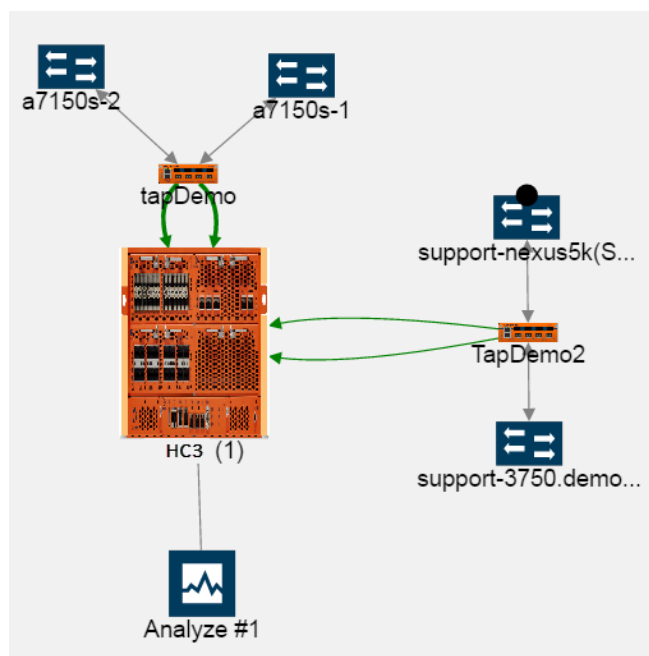 a7150s-2
a7150s-1
tapDemo
support-nexus5k(S...
TapDemo2
HC3 (1)
support-3750.demo...
Analyze #1